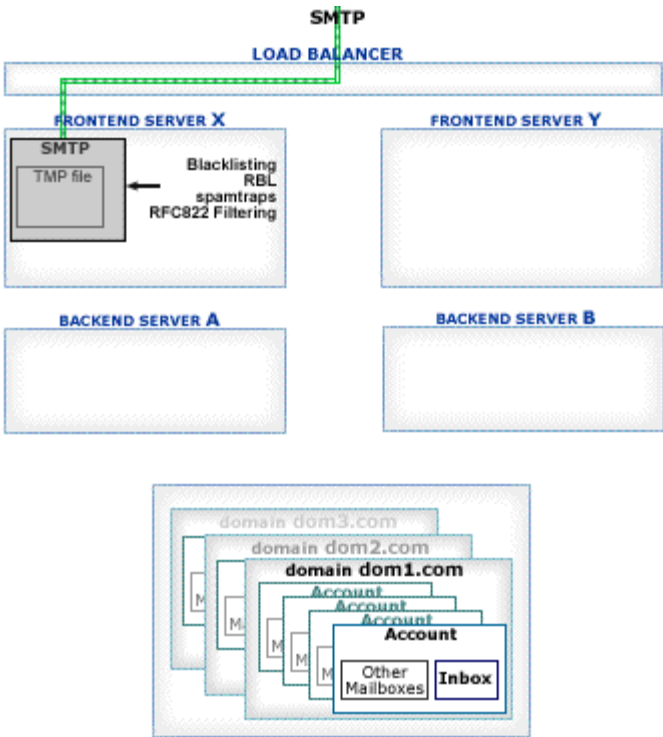 SMTP
LOAD BALANCER
FRONTEND SERVER X
FRONTEND SERVER Y
SMTP
TMP file
Blacklisting
RBL
spamtraps
RFC822 Filtering
BACKEND SERVER A
BACKEND SERVER B
domain dom3.com
domain dom2.com
domain dom1.com
Account
Account
Account
Account
Other
Mailboxes
Inbox